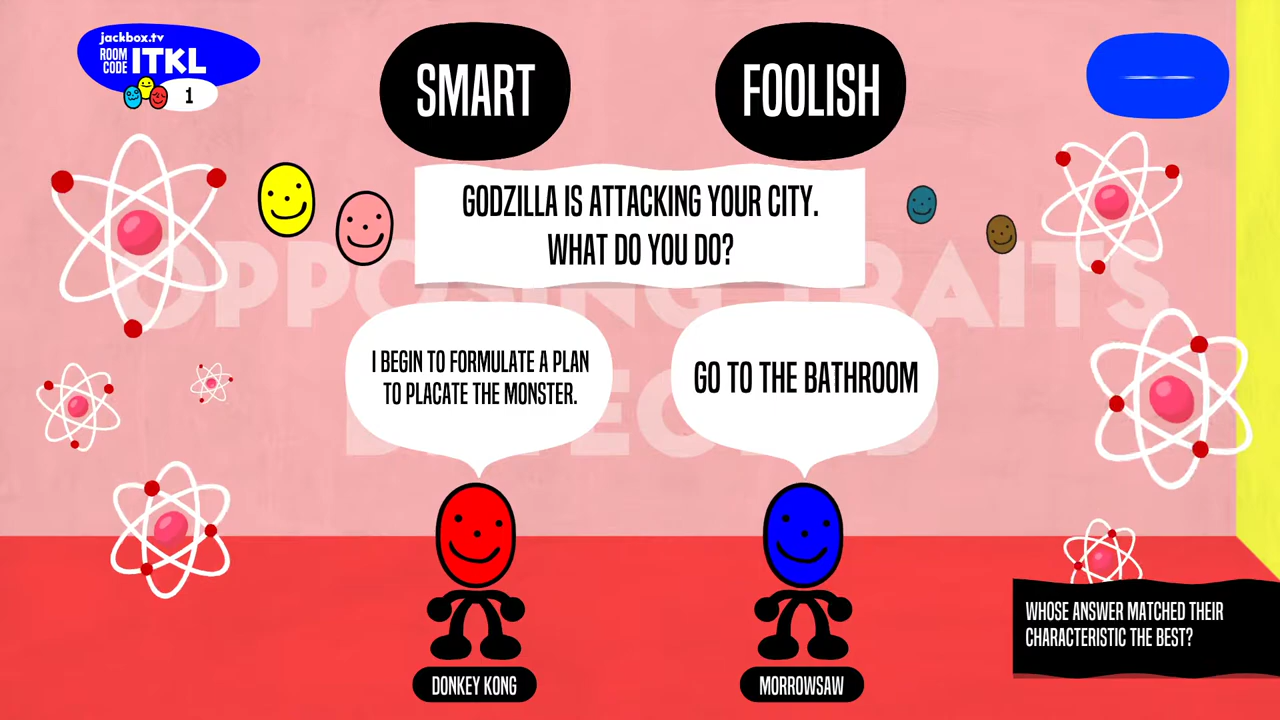 jackbox.tv
ROOM CODE ITKL
1
SMART
FOOLISH
GODZILLA IS ATTACKING YOUR CITY.
WHAT DO YOU DO?
OPPOSING TRAITS
I BEGIN TO FORMULATE A PLAN
TO PLACATE THE MONSTER.
GO TO THE BATHROOM
DONKEY KONG
MORROWSAW
WHOSE ANSWER MATCHED THEIR
CHARACTERISTIC THE BEST?